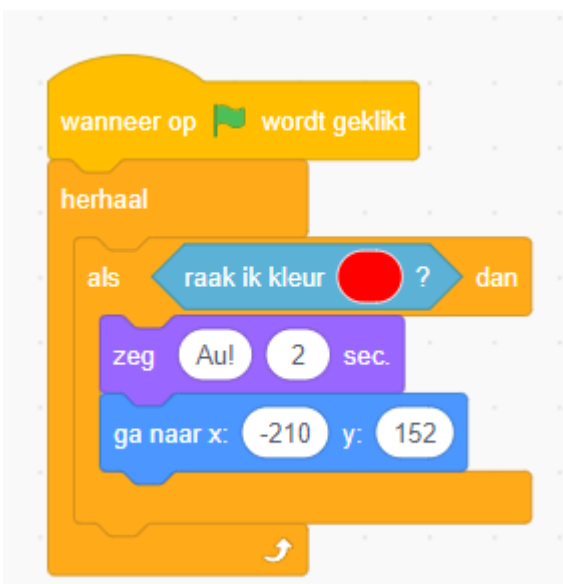 wanneer op wordt geklikt
herhaal
als raak ik kleur ? dan
zeg Au! 2 sec.
ga naar x: -210 y: 152